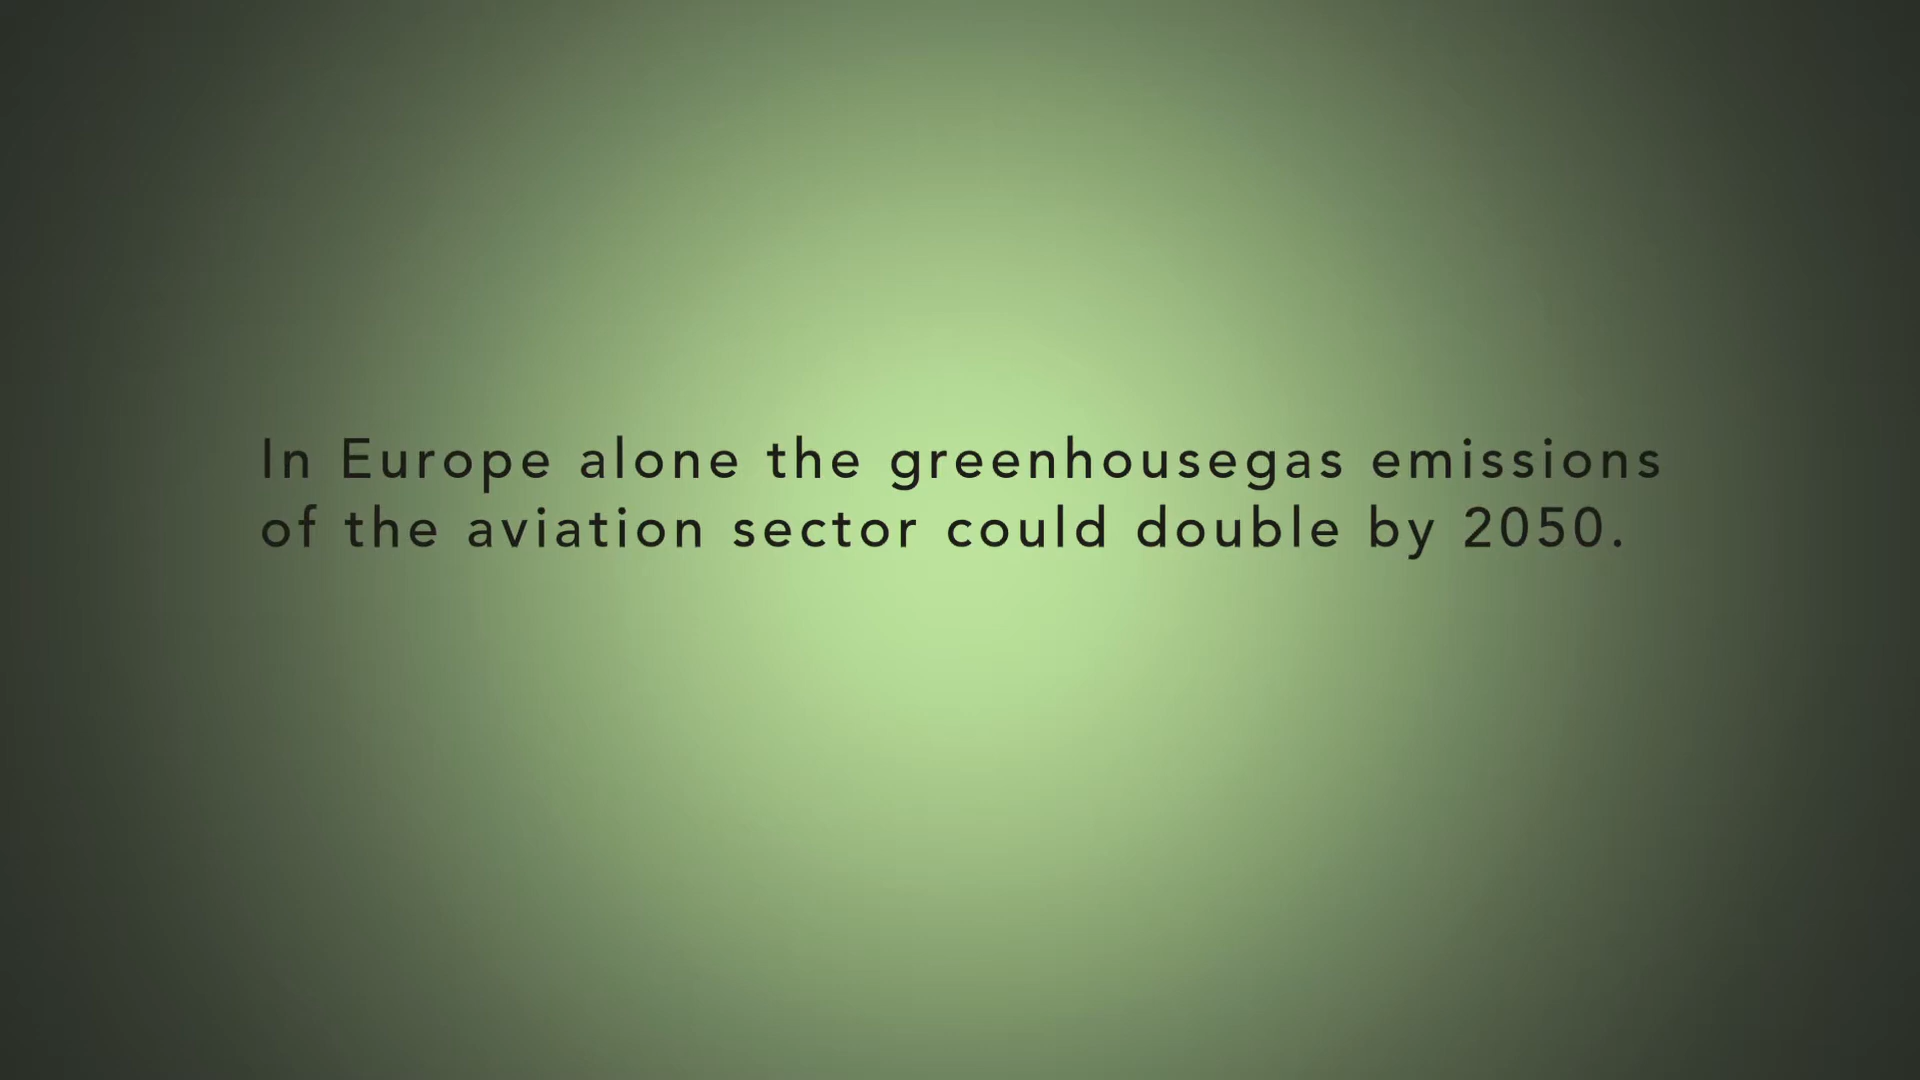 In Europe alone the greenhousegas emissions
of the aviation sector could double by 2050.